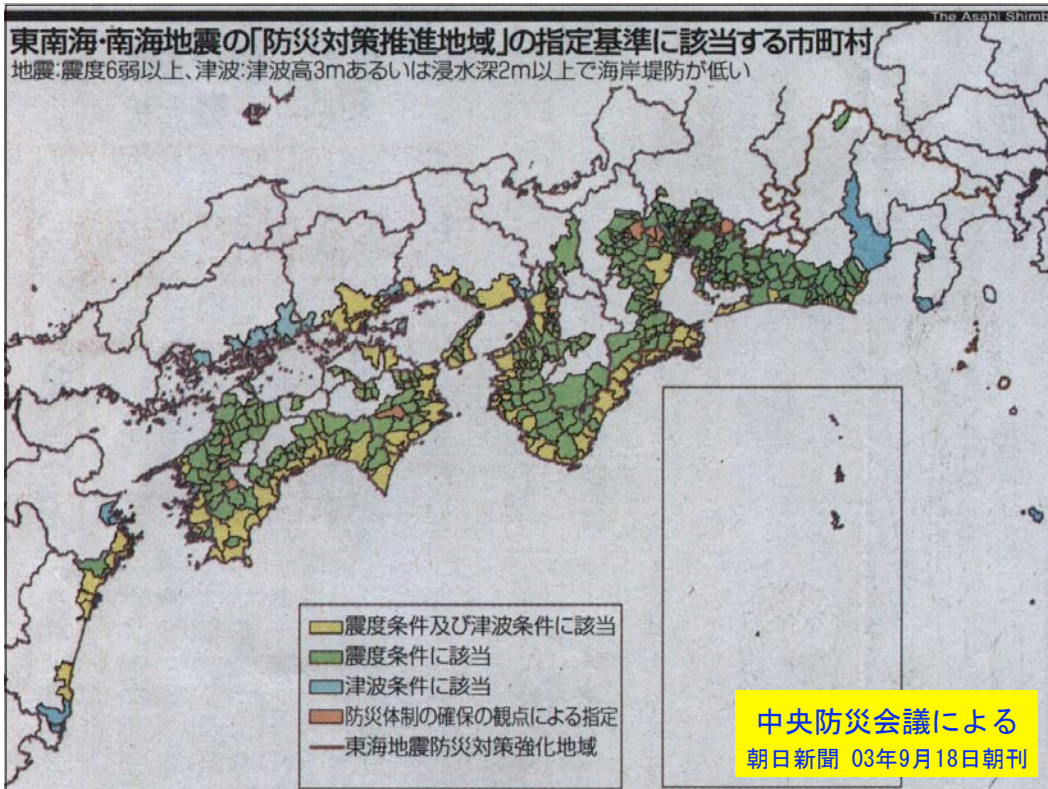 The Asahi Shimb
東南海・南海地震の「防災対策推進地域」の指定基準に該当する市町村
地震:震度6弱以上、津波:津波高3mあるいは浸水深2m以上で海岸堤防が低い
震度条件及び津波条件に該当
震度条件に該当
津波条件に該当
防災体制の確保の観点による指定
東海地震防災対策強化地域
中央防災会議による
朝日新聞 03年9月18日朝刊